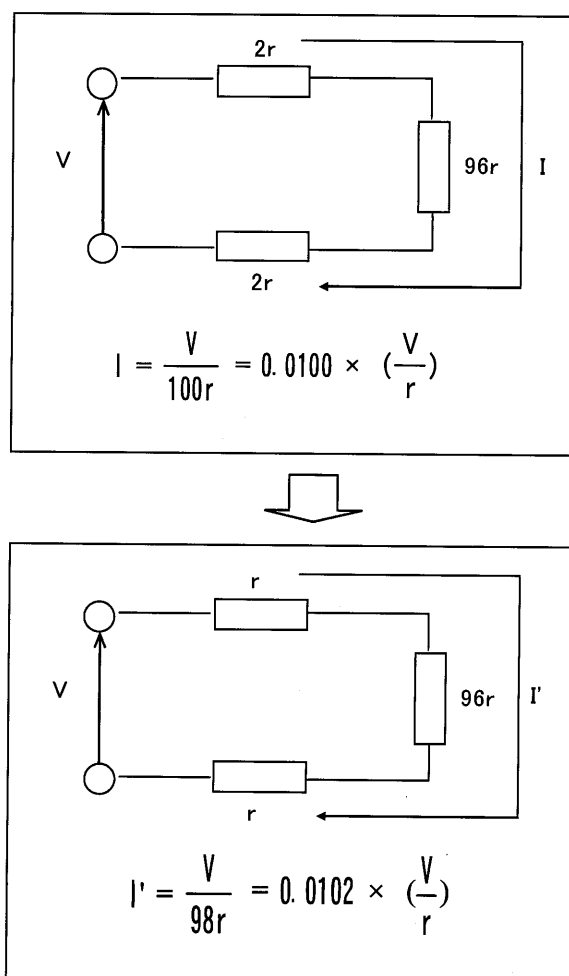 2r
V
96r
I
2r
I = V/100r = 0.0100 × (V/r)
r
V
96r
I'
r
I' = V/98r = 0.0102 × (V/r)